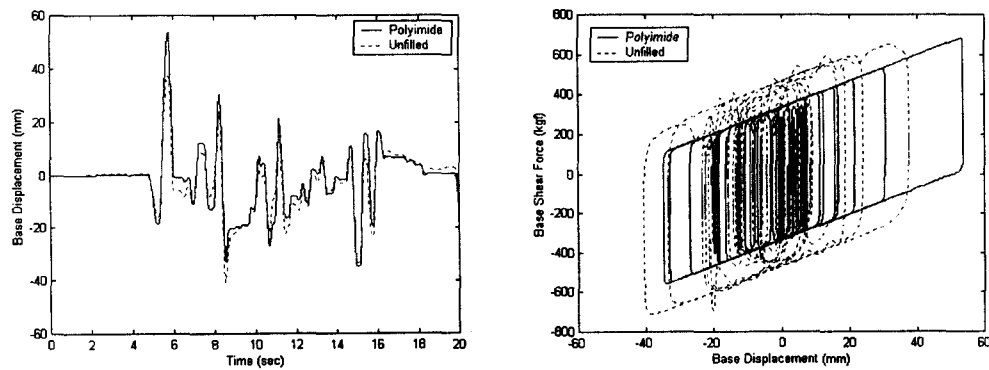 60
40
20
0
-20
-40
-60
0 2 4 6 8 10 12 14 16 18 20
Base Displacement (mm)
Time (sec)
Polyimide
Unfilled
800
600
400
200
0
-200
-400
-600
-800
-60 -40 -20 0 20 40 60
Base Shear Force (kgf)
Base Displacement (mm)
Polyimide
Unfilled